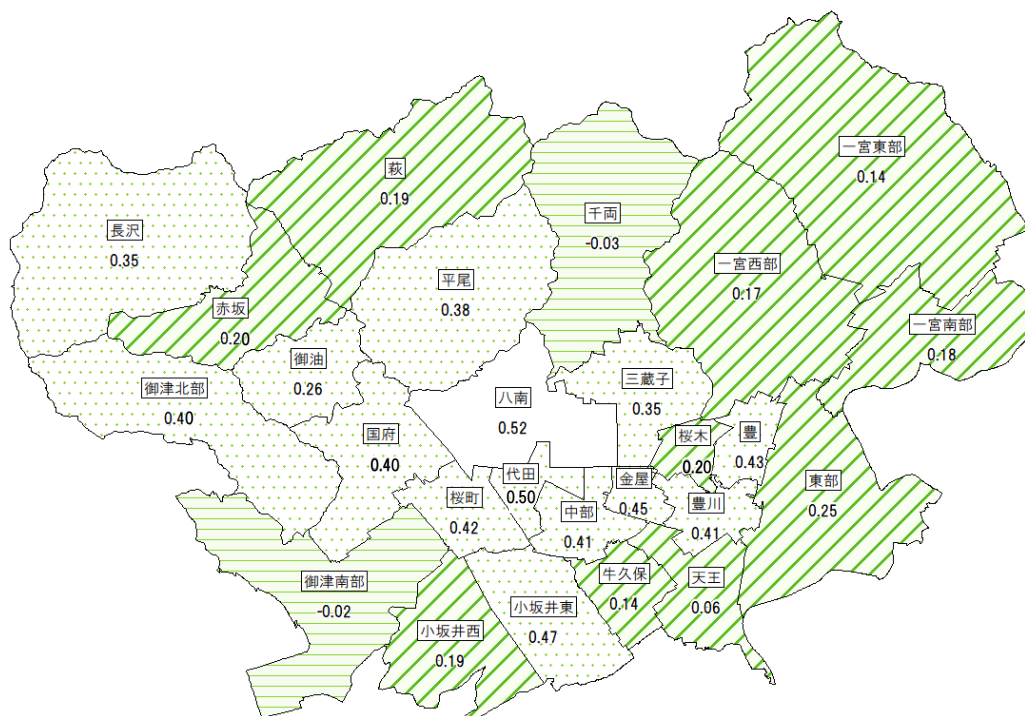 一宮東部
0.14
萩
0.19
千両
-0.03
長沢
0.35
一宮西部
0.17
平尾
0.38
赤坂
0.20
一宮南部
0.18
御油
0.26
三蔵子
0.35
御津北部
0.40
八南
0.52
国府
0.40
桜木
0.20
豊
0.43
代田
0.50
金屋
0.45
東部
0.25
桜町
0.42
中部
0.41
豊川
0.41
御津南部
-0.02
牛久保
0.14
天王
0.06
小坂井東
0.47
小坂井西
0.19